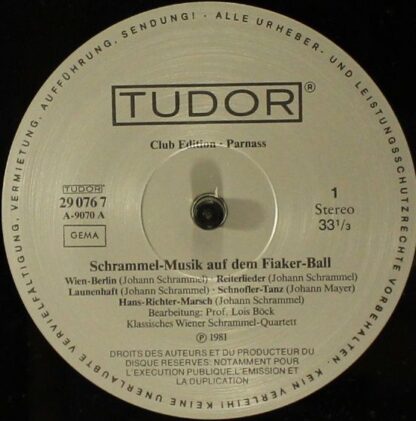 KEIN VERLEIH! KEINE UNERLAUBTE VERVIELFÄLTIGUNG, VERMIETUNG, AUFFÜHRUNG, SENDUNG! - ALLE URHEBER- UND LEISTUNGSSCHUTZRECHTE VORBEHALTEN.
TUDOR®
Club Edition · Parnass
TUDOR
29 076 7
A-9070 A
GEMA
1
Stereo
33 1/3
Schrammel-Musik auf dem Fiaker-Ball
Wien-Berlin (Johann Schrammel) · Reiterlieder (Johann Schrammel)
Launenhaft (Johann Schrammel) · Schnofler-Tanz (Johann Mayer)
Hans-Richter-Marsch (Johann Schrammel)
Bearbeitung: Prof. Lois Böck
Klassisches Wiener Schrammel-Quartett
Ⓟ 1981
DROITS DES AUTEURS ET DU PRODUCTEUR DU
DISQUE RESERVES: NOTAMMENT POUR
L'EXECUTION PUBLIQUE, L'EMISSION ET
LA DUPLICATION